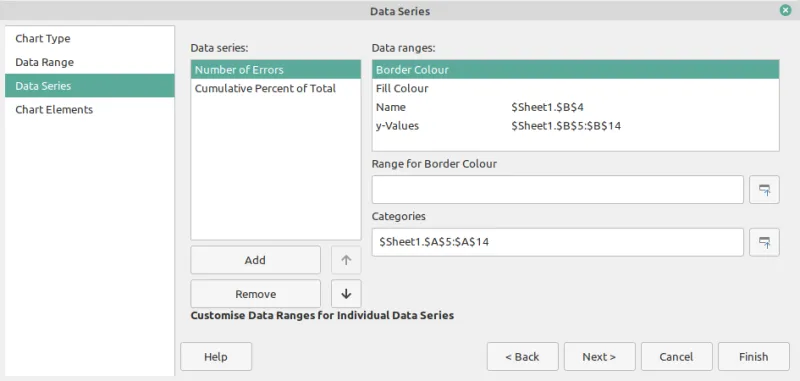 Data Series
Chart Type
Data Range
Data Series
Chart Elements
Data series:
Number of Errors
Cumulative Percent of Total
Add
Remove
Data ranges:
Border Colour
Fill Colour
Name $Sheet1.$B$4
y-Values $Sheet1.$B$5:$B$14
Range for Border Colour
Categories
$Sheet1.$A$5:$A$14
Customise Data Ranges for Individual Data Series
Help
< Back
Next >
Cancel
Finish